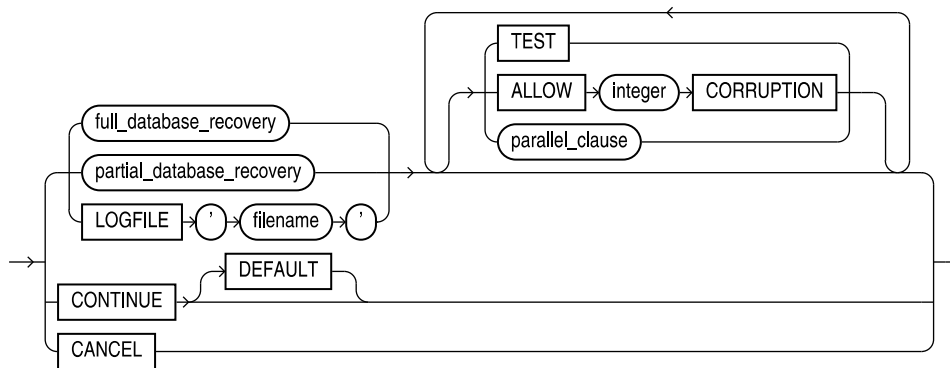 TEST
ALLOW integer CORRUPTION
parallel_clause
full_database_recovery
partial_database_recovery
LOGFILE ' filename '
DEFAULT
CONTINUE
CANCEL